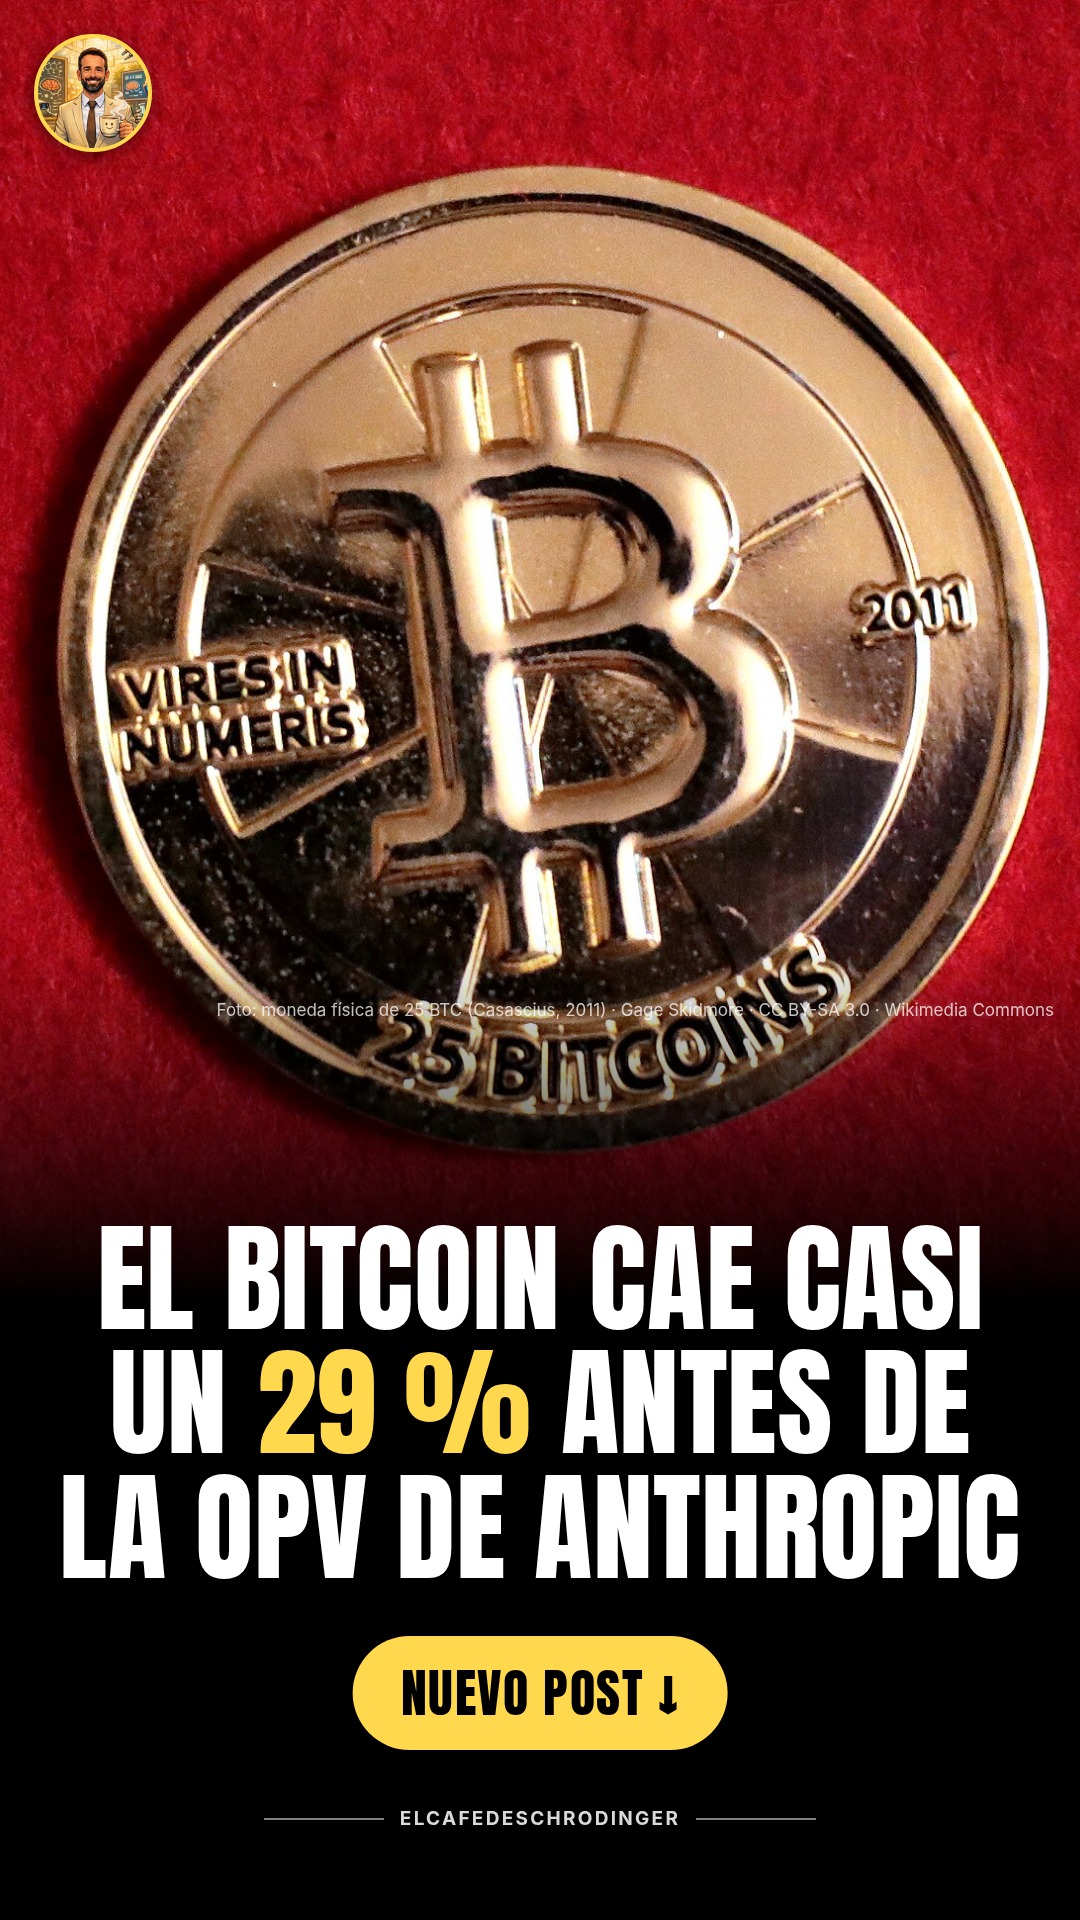 VIRES IN
NUMERIS
2011
Foto: moneda física de 25 BTC (Casascius, 2011) · Gage Skidmore · CC BY-SA 3.0 · Wikimedia Commons
25 BITCOINS
EL BITCOIN CAE CASI
UN 29 % ANTES DE
LA OPV DE ANTHROPIC
NUEVO POST ↓
ELCAFEDESCHRODINGER